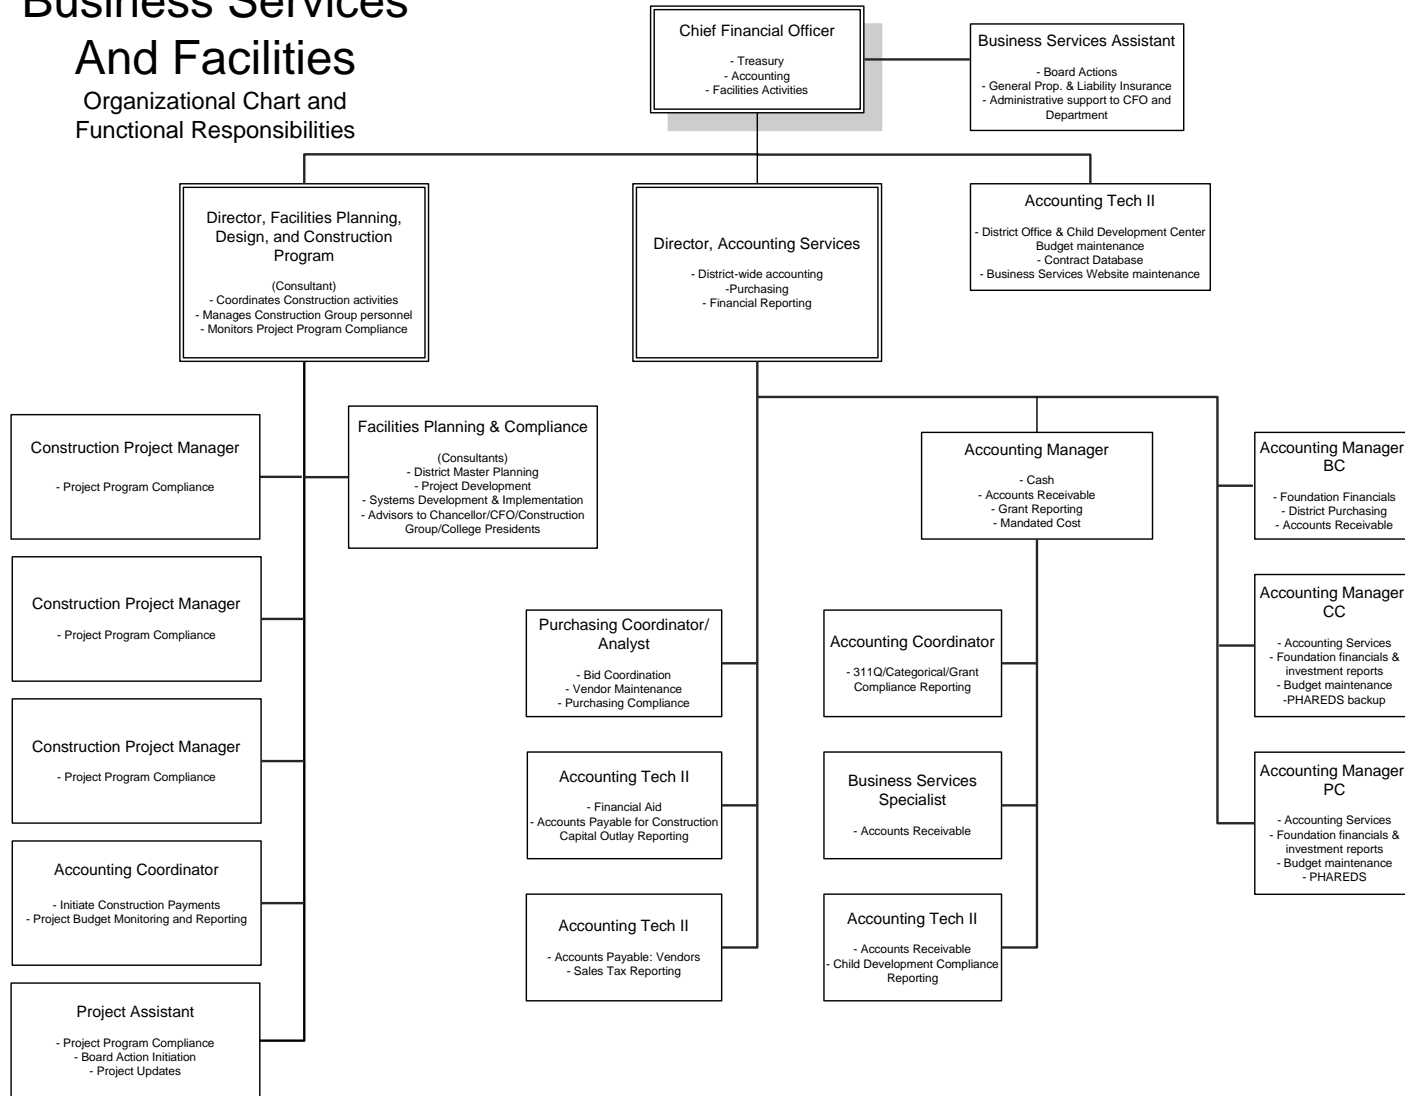 Business Services
And Facilities
Organizational Chart and
Functional Responsibilities
Chief Financial Officer
- Treasury
- Accounting
- Facilities Activities
Business Services Assistant
- Board Actions
- General Prop. & Liability Insurance
- Administrative support to CFO and
Department
Director, Facilities Planning,
Design, and Construction
Program
(Consultant)
- Coordinates Construction activities
- Manages Construction Group personnel
- Monitors Project Program Compliance
Director, Accounting Services
- District-wide accounting
-Purchasing
- Financial Reporting
Accounting Tech II
- District Office & Child Development Center
Budget maintenance
- Contract Database
- Business Services Website maintenance
Construction Project Manager
- Project Program Compliance
Facilities Planning & Compliance
(Consultants)
- District Master Planning
- Project Development
- Systems Development & Implementation
- Advisors to Chancellor/CFO/Construction
Group/College Presidents
Accounting Manager
- Cash
- Accounts Receivable
- Grant Reporting
- Mandated Cost
Accounting Manager
BC
- Foundation Financials
- District Purchasing
- Accounts Receivable
Construction Project Manager
- Project Program Compliance
Purchasing Coordinator/
Analyst
- Bid Coordination
- Vendor Maintenance
- Purchasing Compliance
Accounting Coordinator
- 311Q/Categorical/Grant
Compliance Reporting
Accounting Manager
CC
- Accounting Services
- Foundation financials &
investment reports
- Budget maintenance
-PHAREDS backup
Construction Project Manager
- Project Program Compliance
Accounting Tech II
- Financial Aid
- Accounts Payable for Construction
Capital Outlay Reporting
Business Services
Specialist
- Accounts Receivable
Accounting Manager
PC
- Accounting Services
- Foundation financials &
investment reports
- Budget maintenance
- PHAREDS
Accounting Coordinator
- Initiate Construction Payments
- Project Budget Monitoring and Reporting
Accounting Tech II
- Accounts Payable: Vendors
- Sales Tax Reporting
Accounting Tech II
- Accounts Receivable
- Child Development Compliance
Reporting
Project Assistant
- Project Program Compliance
- Board Action Initiation
- Project Updates